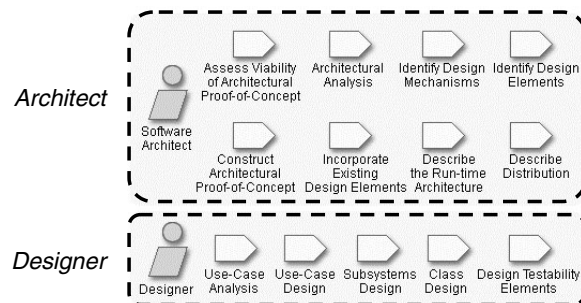 Architect
Software
Architect
Assess Viability
of Architectural
Proof-of-Concept
Architectural
Analysis
Identify Design
Mechanisms
Identify Design
Elements
Construct
Architectural
Proof-of-Concept
Incorporate
Existing
Design Elements
Describe
the Run-time
Architecture
Describe
Distribution
Designer
Designer
Use-Case
Analysis
Use-Case
Design
Subsystems
Design
Class
Design
Design Testability
Elements